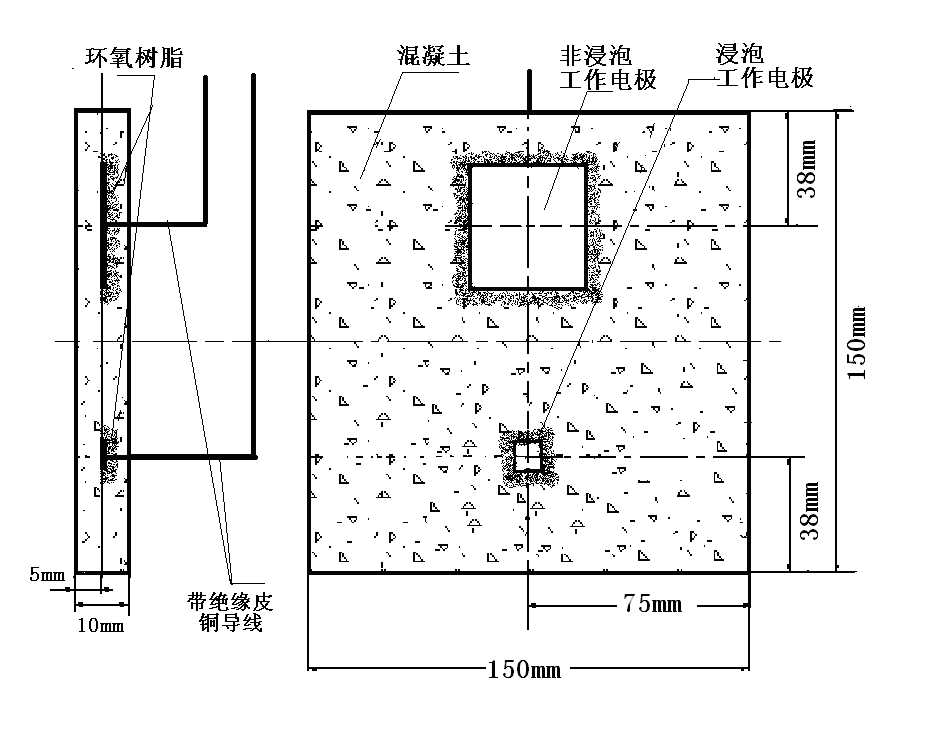 环氧树脂
混凝土
非浸泡
工作电极
浸泡
工作电极
38mm
150mm
38mm
5mm
10mm
带绝缘皮
铜导线
75mm
150mm